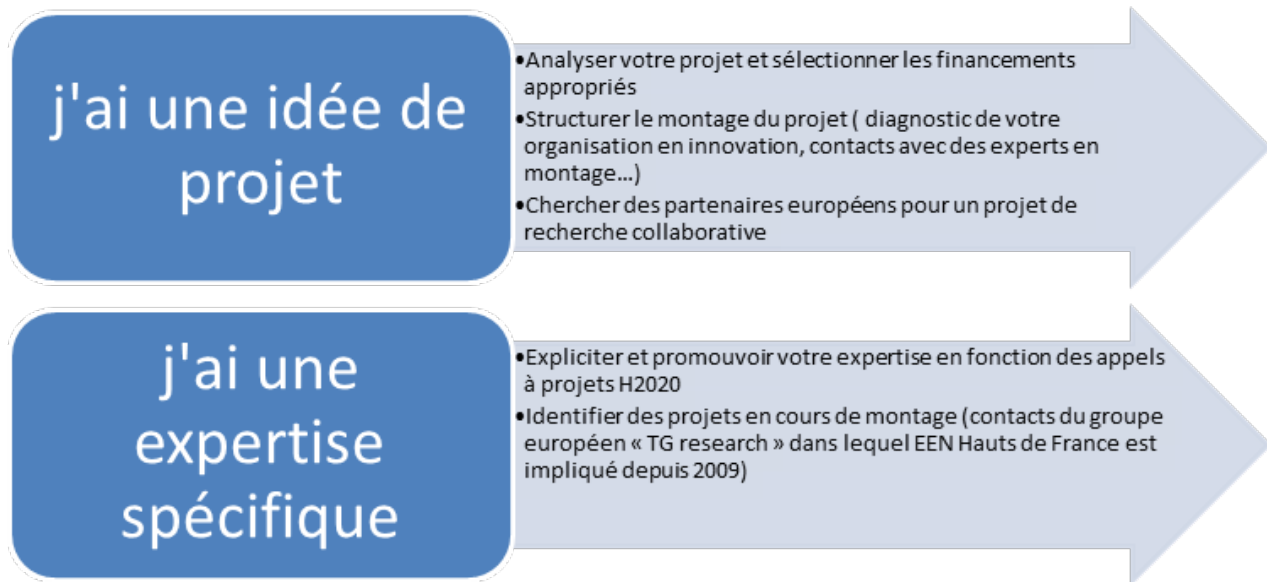 j'ai une idée de
projet
•Analyser votre projet et sélectionner les financements
appropriés
•Structurer le montage du projet ( diagnostic de votre
organisation en innovation, contacts avec des experts en
montage...)
•Chercher des partenaires européens pour un projet de
recherche collaborative
j'ai une
expertise
spécifique
•Expliciter et promouvoir votre expertise en fonction des appels
à projets H2020
•Identifier des projets en cours de montage (contacts du groupe
européen « TG research » dans lequel EEN Hauts de France est
impliqué depuis 2009)